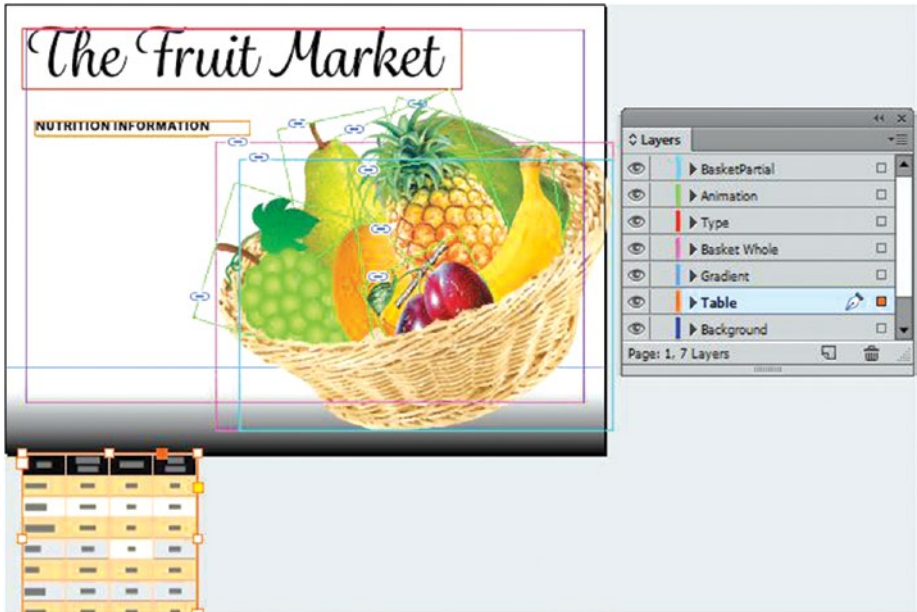 The Fruit Market
NUTRITION INFORMATION
Layers
BasketPartial
Animation
Type
Basket Whole
Gradient
Table
Background
Page: 1, 7 Layers